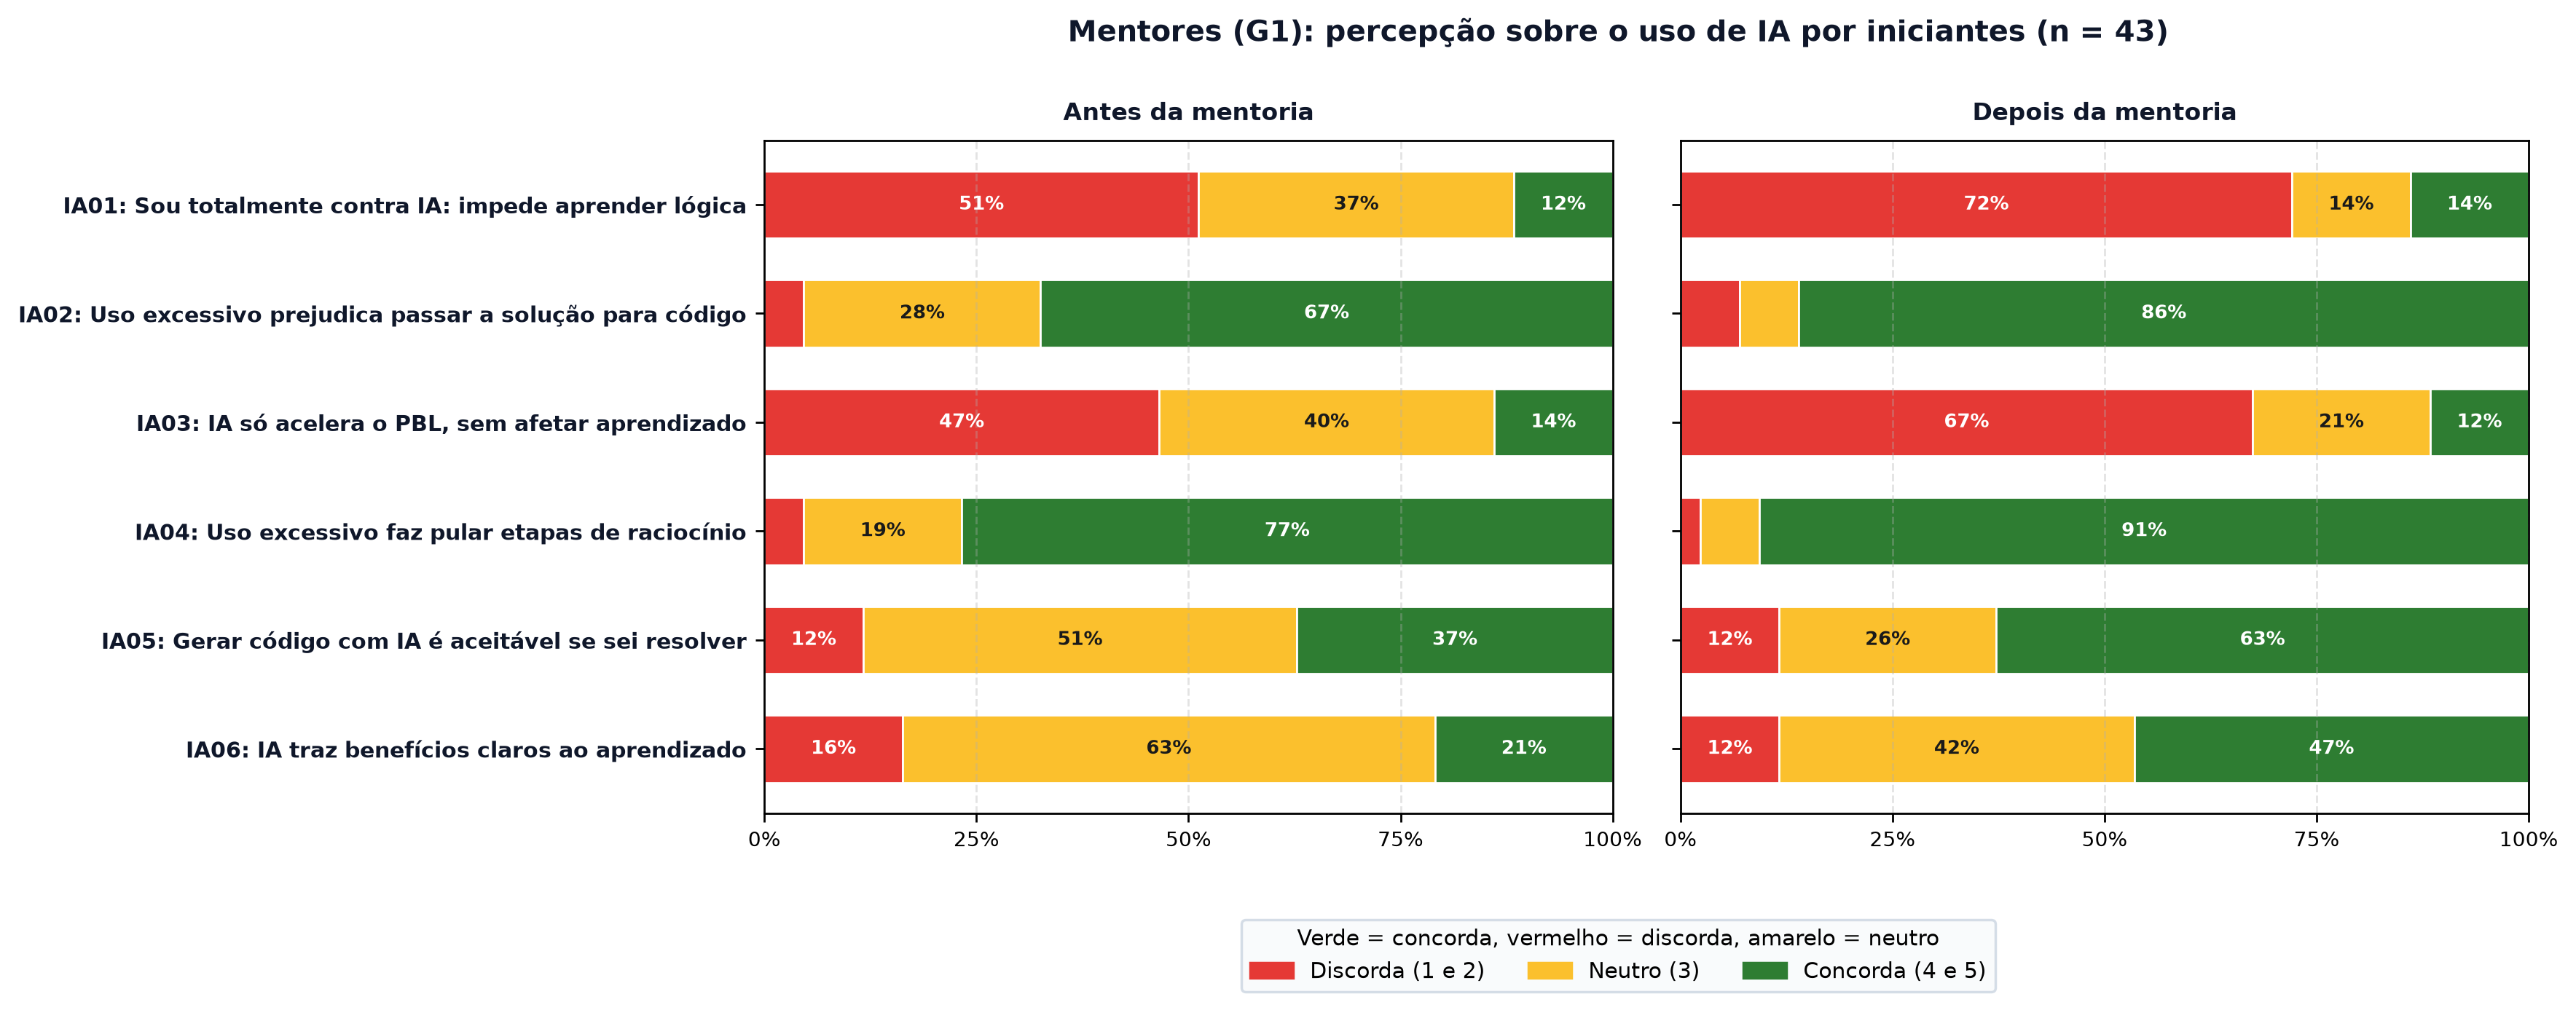 Mentores (G1): percepção sobre o uso de IA por iniciantes (n = 43)
Antes da mentoria
Depois da mentoria
IA01: Sou totalmente contra IA: impede aprender lógica
51% 37% 12%
72% 14% 14%
IA02: Uso excessivo prejudica passar a solução para código
28% 67%
86%
IA03: IA só acelera o PBL, sem afetar aprendizado
47% 40% 14%
67% 21% 12%
IA04: Uso excessivo faz pular etapas de raciocínio
19% 77%
91%
IA05: Gerar código com IA é aceitável se sei resolver
12% 51% 37%
12% 26% 63%
IA06: IA traz benefícios claros ao aprendizado
16% 63% 21%
12% 42% 47%
0% 25% 50% 75% 100%
0% 25% 50% 75% 100%
Verde = concorda, vermelho = discorda, amarelo = neutro
Discorda (1 e 2) Neutro (3) Concorda (4 e 5)